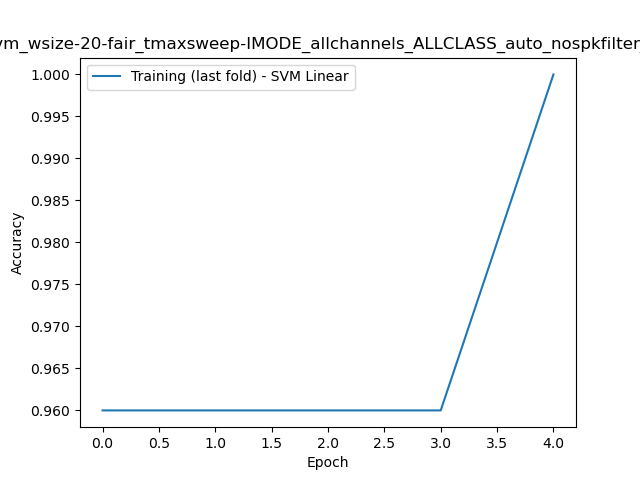 vm_wsize-20-fair_tmaxsweep-IMODE_allchannels_ALLCLASS_auto_nospkfilter_
Training (last fold) - SVM Linear
1.000
0.995
0.990
0.985
0.980
0.975
0.970
0.965
0.960
Accuracy
0.0 0.5 1.0 1.5 2.0 2.5 3.0 3.5 4.0
Epoch